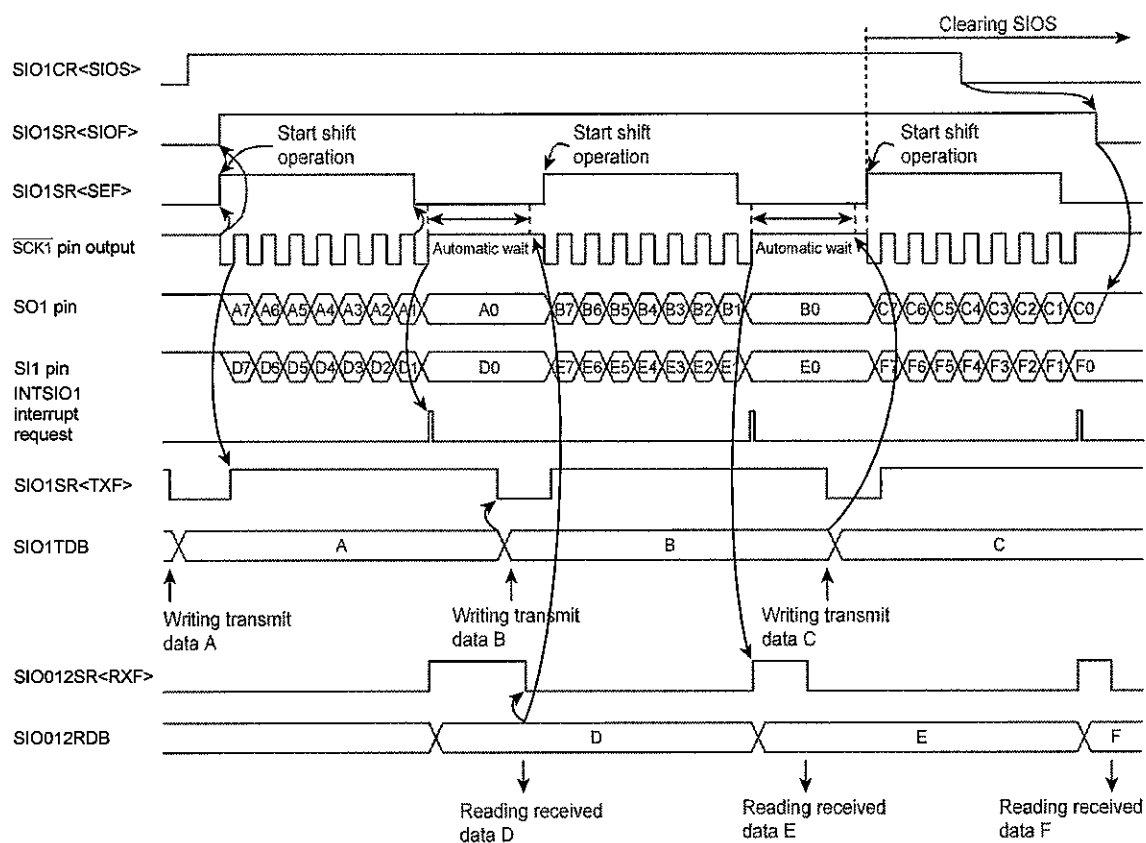 Clearing SIOS
SIO1CR<SIOS>
SIO1SR<SIOF>
Start shift
operation
Start shift
operation
Start shift
operation
SIO1SR<SEF>
SCK1 pin output
Automatic wait
Automatic wait
SO1 pin
A7 A6 A5 A4 A3 A2 A1 A0 B7 B6 B5 B4 B3 B2 B1 B0 C7 C6 C5 C4 C3 C2 C1 C0
SI1 pin
D7 D6 D5 D4 D3 D2 D1 D0 E7 E6 E5 E4 E3 E2 E1 E0 F7 F6 F5 F4 F3 F2 F1 F0
INTSIO1
interrupt
request
SIO1SR<TXF>
SIO1TDB
A B C
Writing transmit
data A
Writing transmit
data B
Writing transmit
data C
SIO012SR<RXF>
SIO012RDB
D E F
Reading received
data D
Reading received
data E
Reading received
data F